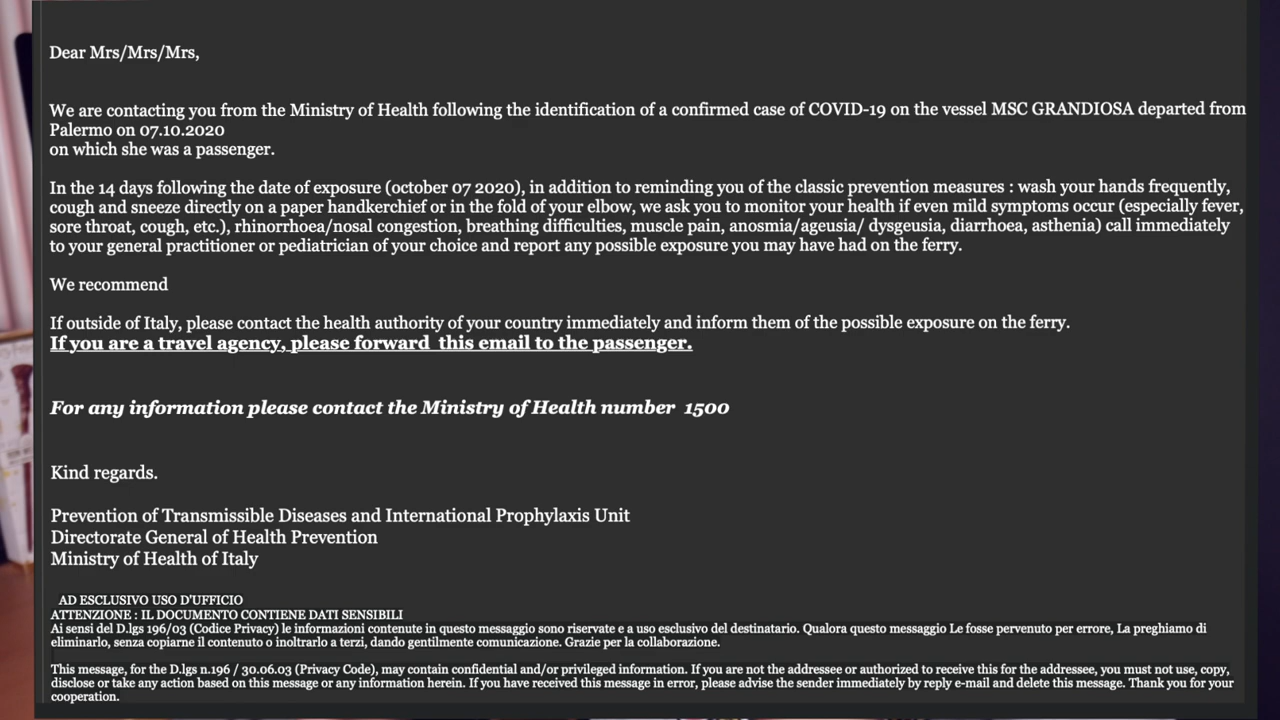 Dear Mrs/Mrs/Mrs,
We are contacting you from the Ministry of Health following the identification of a confirmed case of COVID-19 on the vessel MSC GRANDIOSA departed from
Palermo on 07.10.2020
on which she was a passenger.
In the 14 days following the date of exposure (october 07 2020), in addition to reminding you of the classic prevention measures : wash your hands frequently,
cough and sneeze directly on a paper handkerchief or in the fold of your elbow, we ask you to monitor your health if even mild symptoms occur (especially fever,
sore throat, cough, etc.), rhinorrhoea/nosal congestion, breathing difficulties, muscle pain, anosmia/ageusia/ dysgeusia, diarrhoea, asthenia) call immediately
to your general practitioner or pediatrician of your choice and report any possible exposure you may have had on the ferry.
We recommend
If outside of Italy, please contact the health authority of your country immediately and inform them of the possible exposure on the ferry.
If you are a travel agency, please forward  this email to the passenger.
For any information please contact the Ministry of Health number  1500
Kind regards.
Prevention of Transmissible Diseases and International Prophylaxis Unit
Directorate General of Health Prevention
Ministry of Health of Italy
AD ESCLUSIVO USO D'UFFICIO
ATTENZIONE : IL DOCUMENTO CONTIENE DATI SENSIBILI
Ai sensi del D.lgs 196/03 (Codice Privacy) le informazioni contenute in questo messaggio sono riservate e a uso esclusivo del destinatario. Qualora questo messaggio Le fosse pervenuto per errore, La preghiamo di
eliminarlo, senza copiarne il contenuto o inoltrarlo a terzi, dando gentilmente comunicazione. Grazie per la collaborazione.
This message, for the D.lgs n.196 / 30.06.03 (Privacy Code), may contain confidential and/or privileged information. If you are not the addressee or authorized to receive this for the addressee, you must not use, copy,
disclose or take any action based on this message or any information herein. If you have received this message in error, please advise the sender immediately by reply e-mail and delete this message. Thank you for your
cooperation.